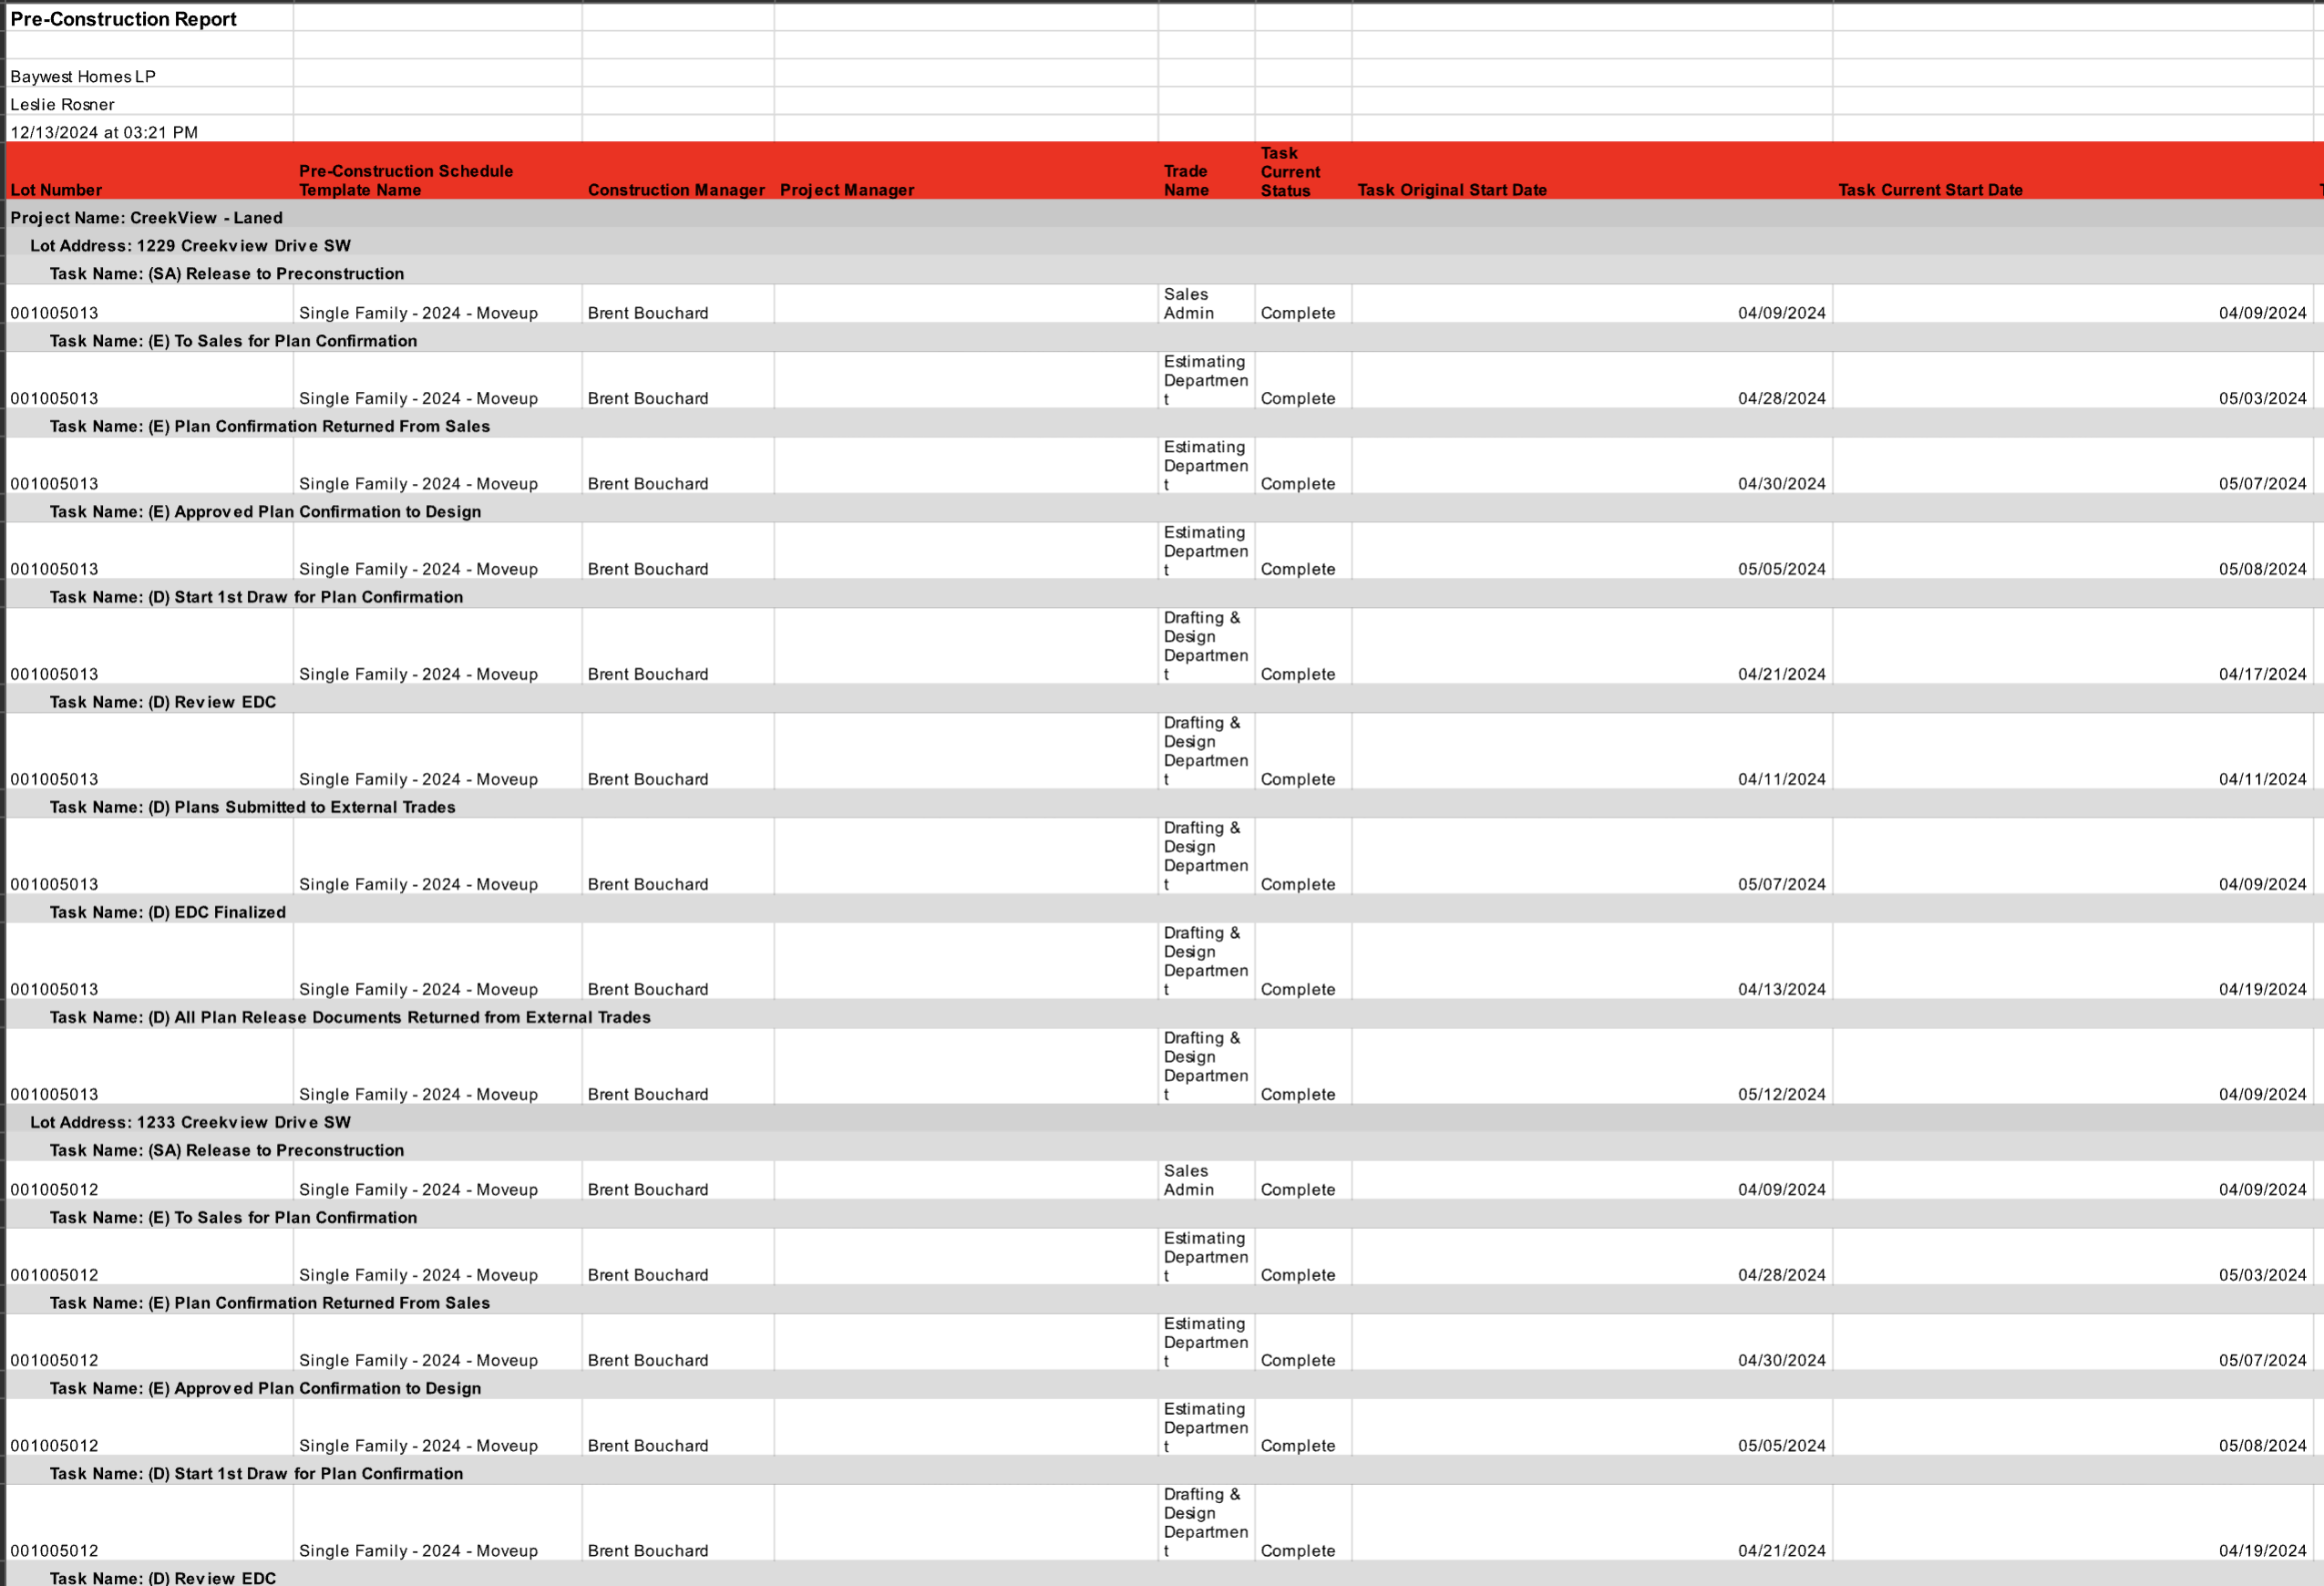 Pre-Construction Report
Baywest Homes LP
Leslie Rosner
12/13/2024 at 03:21 PM
Lot Number Pre-Construction Schedule Template Name Construction Manager Project Manager Trade Name Task Current Status Task Original Start Date Task Current Start Date
Project Name: CreekView - Laned
Lot Address: 1229 Creekview Drive SW
Task Name: (SA) Release to Preconstruction
001005013 Single Family - 2024 - Moveup Brent Bouchard Sales Admin Complete 04/09/2024 04/09/2024
Task Name: (E) To Sales for Plan Confirmation
001005013 Single Family - 2024 - Moveup Brent Bouchard Estimating Department Complete 04/28/2024 05/03/2024
Task Name: (E) Plan Confirmation Returned From Sales
001005013 Single Family - 2024 - Moveup Brent Bouchard Estimating Department Complete 04/30/2024 05/07/2024
Task Name: (E) Approved Plan Confirmation to Design
001005013 Single Family - 2024 - Moveup Brent Bouchard Estimating Department Complete 05/05/2024 05/08/2024
Task Name: (D) Start 1st Draw for Plan Confirmation
001005013 Single Family - 2024 - Moveup Brent Bouchard Drafting & Design Department Complete 04/21/2024 04/17/2024
Task Name: (D) Review EDC
001005013 Single Family - 2024 - Moveup Brent Bouchard Drafting & Design Department Complete 04/11/2024 04/11/2024
Task Name: (D) Plans Submitted to External Trades
001005013 Single Family - 2024 - Moveup Brent Bouchard Drafting & Design Department Complete 05/07/2024 04/09/2024
Task Name: (D) EDC Finalized
001005013 Single Family - 2024 - Moveup Brent Bouchard Drafting & Design Department Complete 04/13/2024 04/19/2024
Task Name: (D) All Plan Release Documents Returned from External Trades
001005013 Single Family - 2024 - Moveup Brent Bouchard Drafting & Design Department Complete 05/12/2024 04/09/2024
Lot Address: 1233 Creekview Drive SW
Task Name: (SA) Release to Preconstruction
001005012 Single Family - 2024 - Moveup Brent Bouchard Sales Admin Complete 04/09/2024 04/09/2024
Task Name: (E) To Sales for Plan Confirmation
001005012 Single Family - 2024 - Moveup Brent Bouchard Estimating Department Complete 04/28/2024 05/03/2024
Task Name: (E) Plan Confirmation Returned From Sales
001005012 Single Family - 2024 - Moveup Brent Bouchard Estimating Department Complete 04/30/2024 05/07/2024
Task Name: (E) Approved Plan Confirmation to Design
001005012 Single Family - 2024 - Moveup Brent Bouchard Estimating Department Complete 05/05/2024 05/08/2024
Task Name: (D) Start 1st Draw for Plan Confirmation
001005012 Single Family - 2024 - Moveup Brent Bouchard Drafting & Design Department Complete 04/21/2024 04/19/2024
Task Name: (D) Review EDC